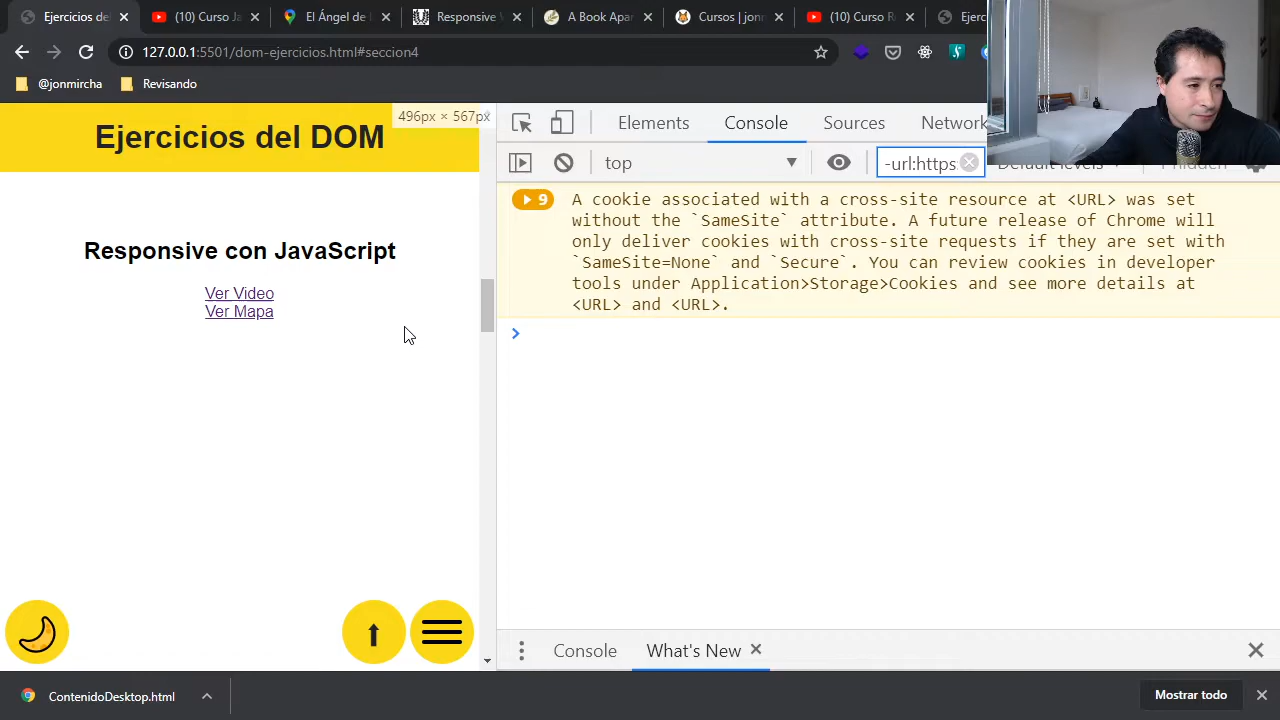 Ejercicios de
(10) Curso Ja
El Ángel de
Responsive
A Book Apar
Cursos | jonn
(10) Curso R
Ejerc
127.0.0.1:5501/dom-ejercicios.html#seccion4
@jonmircha
Revisando
Ejercicios del DOM
496px × 567px
Responsive con JavaScript
Ver Video
Ver Mapa
Elements
Console
Sources
Network
top
-url:https
Default levels
1 hidden
9
A cookie associated with a cross-site resource at <URL> was set
without the `SameSite` attribute. A future release of Chrome will
only deliver cookies with cross-site requests if they are set with
`SameSite=None` and `Secure`. You can review cookies in developer
tools under Application>Storage>Cookies and see more details at
<URL> and <URL>.
Console
What's New
ContenidoDesktop.html
Mostrar todo